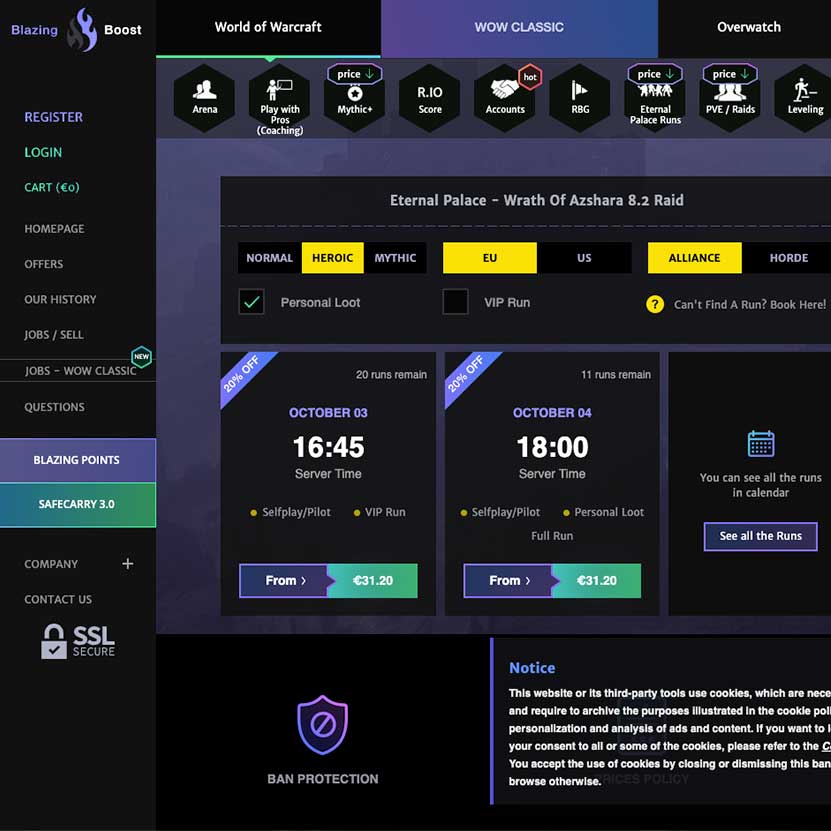 Blazing Boost
World of Warcraft
WOW CLASSIC
Overwatch
Arena
Play with
Pros
(Coaching)
price ↓
Mythic+
R.IO
Score
hot
Accounts
RBG
price ↓
Eternal
Palace Runs
price ↓
PVE / Raids
Leveling
REGISTER
LOGIN
CART (€0)
HOMEPAGE
OFFERS
OUR HISTORY
JOBS / SELL
NEW
JOBS - WOW CLASSIC
QUESTIONS
BLAZING POINTS
SAFECARRY 3.0
COMPANY +
CONTACT US
SSL
SECURE
Eternal Palace - Wrath Of Azshara 8.2 Raid
NORMAL HEROIC MYTHIC
EU US
ALLIANCE HORDE
Personal Loot
VIP Run
? Can't Find A Run? Book Here!
20% OFF
20 runs remain
OCTOBER 03
16:45
Server Time
Selfplay/Pilot
VIP Run
From ›
€31.20
20% OFF
11 runs remain
OCTOBER 04
18:00
Server Time
Selfplay/Pilot
Personal Loot
Full Run
From ›
€31.20
You can see all the runs
in calendar
See all the Runs
BAN PROTECTION
PRICES POLICY
Notice
This website or its third-party tools use cookies, which are nece
and require to archive the purposes illustrated in the cookie poli
personalization and analysis of ads and content. If you want to l
your consent to all or some of the cookies, please refer to the C
You accept the use of cookies by closing or dismissing this ban
browse otherwise.